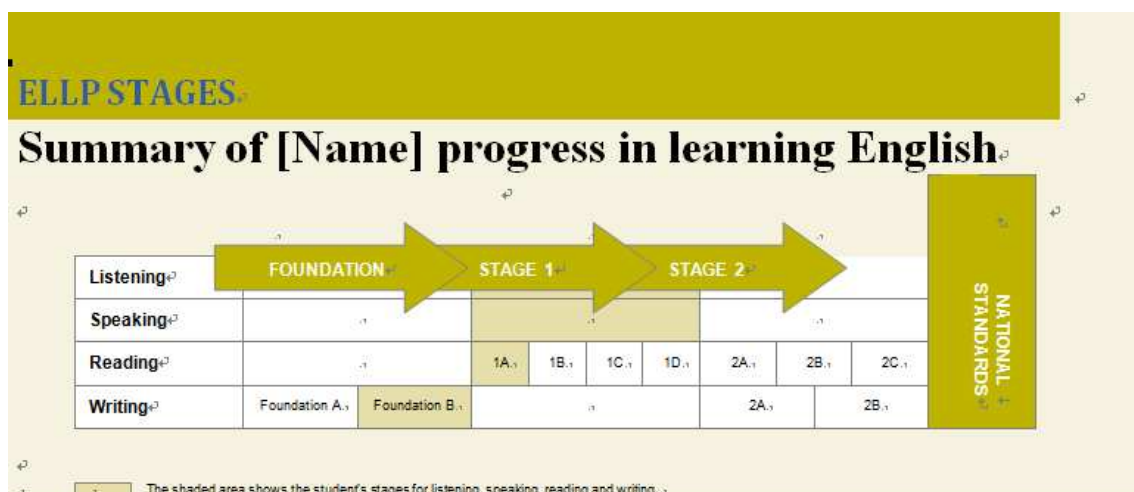 ELLP STAGES
Summary of [Name] progress in learning English
FOUNDATION STAGE 1 STAGE 2
Listening
Speaking
Reading 1A 1B 1C 1D 2A 2B 2C
Writing Foundation A Foundation B 2A 2B
NATIONAL
STANDARDS
The shaded area shows the student's stages for listening, speaking, reading and writing.